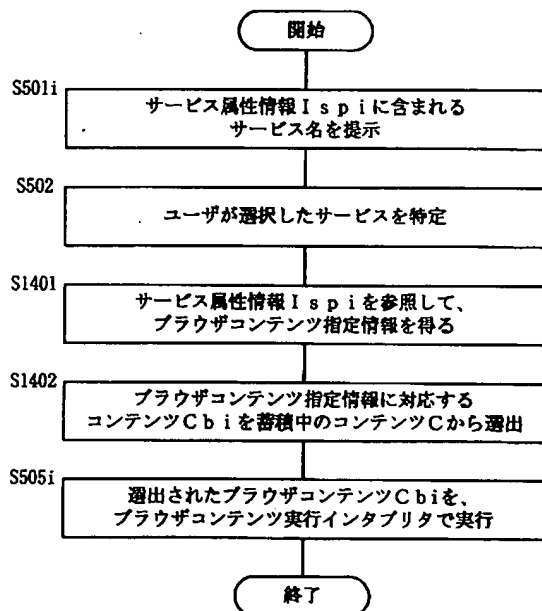 開始
S501i
サービス属性情報Ｉｓｐｉに含まれる
サービス名を提示
S502
ユーザが選択したサービスを特定
S1401
サービス属性情報Ｉｓｐｉを参照して、
ブラウザコンテンツ指定情報を得る
S1402
ブラウザコンテンツ指定情報に対応する
コンテンツＣｂｉを蓄積中のコンテンツＣから選出
S505i
選出されたブラウザコンテンツＣｂiを、
ブラウザコンテンツ実行インタプリタで実行
終了